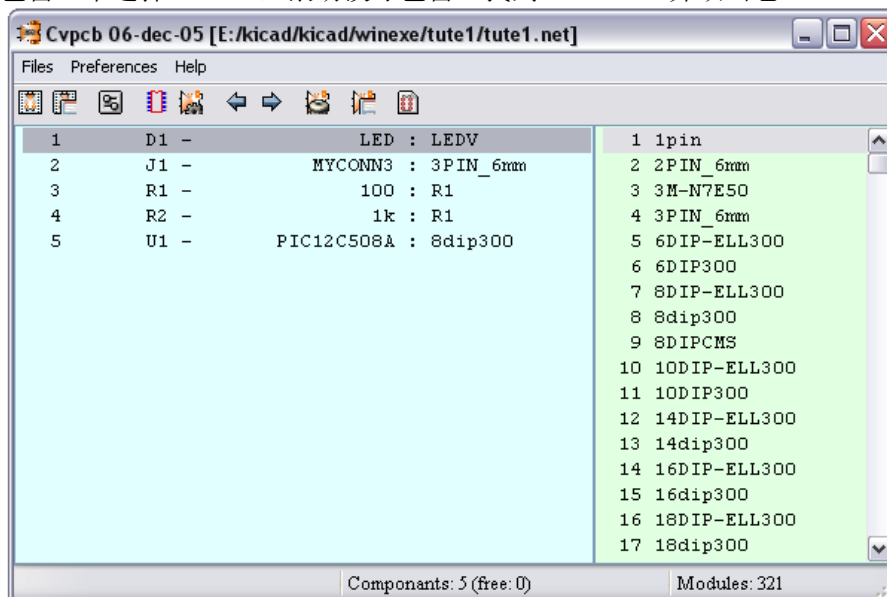 Cvpcb 06-dec-05 [E:/kicad/kicad/winexe/tute1/tute1.net]
Files Preferences Help
1 D1 - LED : LEDV
2 J1 - MYCONN3 : 3PIN_6mm
3 R1 - 100 : R1
4 R2 - 1k : R1
5 U1 - PIC12C508A : 8dip300
1 1pin
2 2PIN_6mm
3 3M-N7E50
4 3PIN_6mm
5 6DIP-ELL300
6 6DIP300
7 8DIP-ELL300
8 8dip300
9 8DIPCMS
10 10DIP-ELL300
11 10DIP300
12 14DIP-ELL300
13 14dip300
14 16DIP-ELL300
15 16dip300
16 18DIP-ELL300
17 18dip300
Componants: 5 (free: 0)
Modules: 321